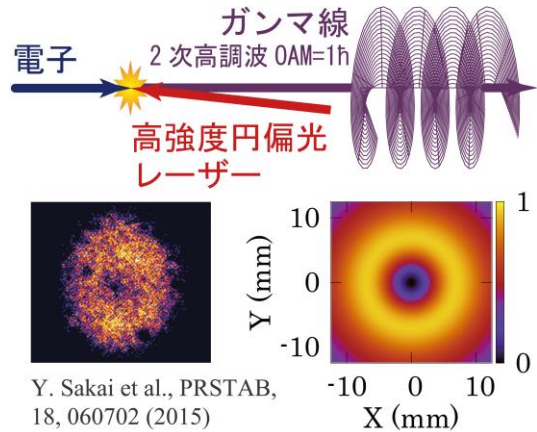 ガンマ線
電子
2 次高調波 OAM=1ħ
高強度円偏光
レーザー
1
10
0
-10
0
Y (mm)
-10 0 10
X (mm)
Y. Sakai et al., PRSTAB,
18, 060702 (2015)